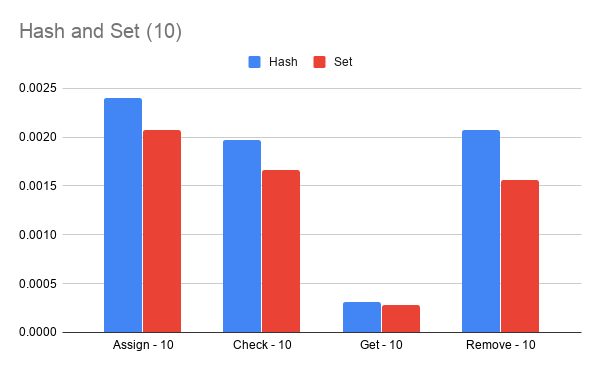 Hash and Set (10)
Hash Set
0.0025
0.0020
0.0015
0.0010
0.0005
0.0000
Assign - 10 Check - 10 Get - 10 Remove - 10